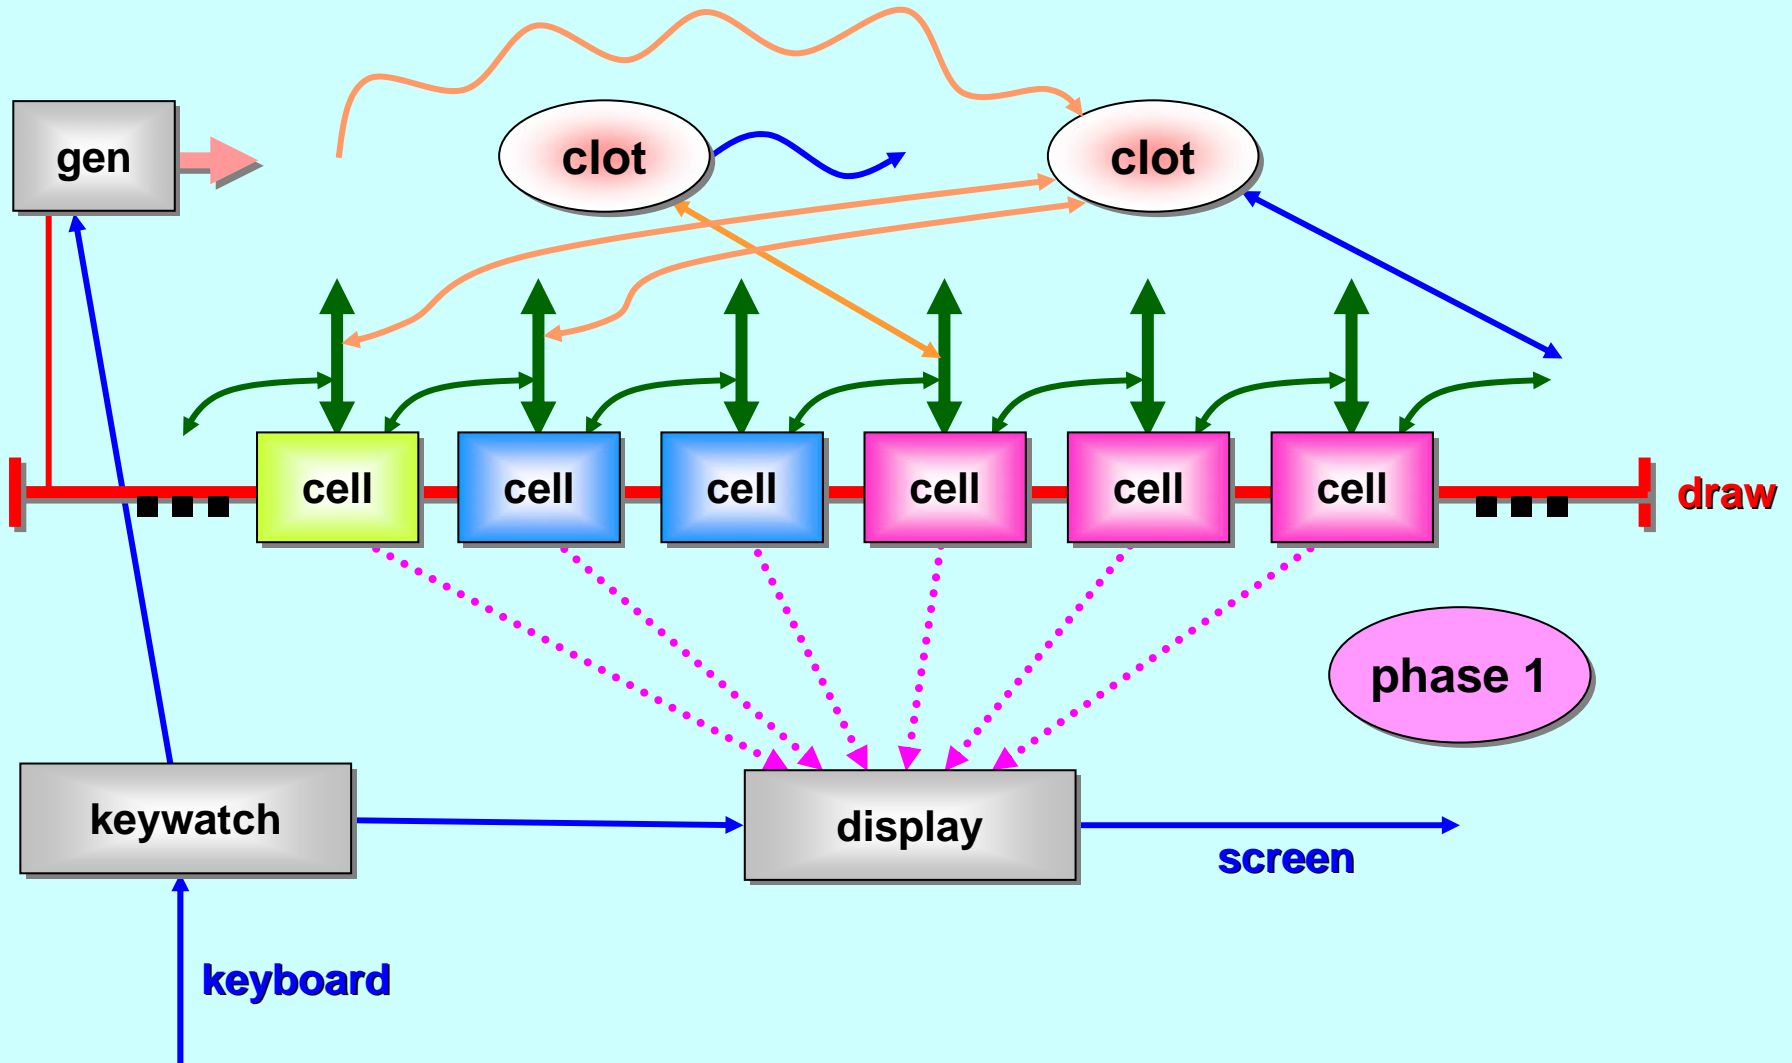 gen
clot
clot
cell
cell
cell
cell
cell
cell
draw
phase 1
keywatch
display
screen
keyboard